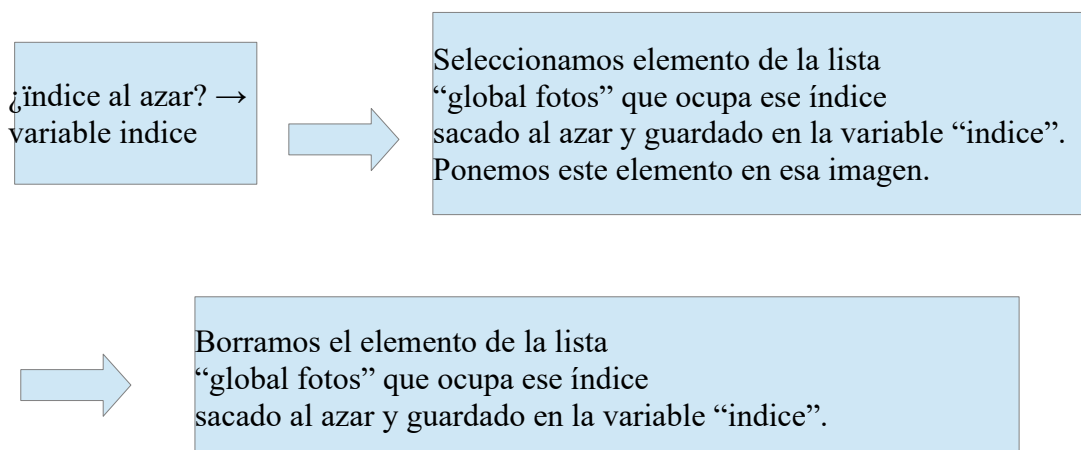 ¿ïndice al azar? →
variable indice
Seleccionamos elemento de la lista
“global fotos” que ocupa ese índice
sacado al azar y guardado en la variable “indice”.
Ponemos este elemento en esa imagen.
Borramos el elemento de la lista
“global fotos” que ocupa ese índice
sacado al azar y guardado en la variable “indice”.